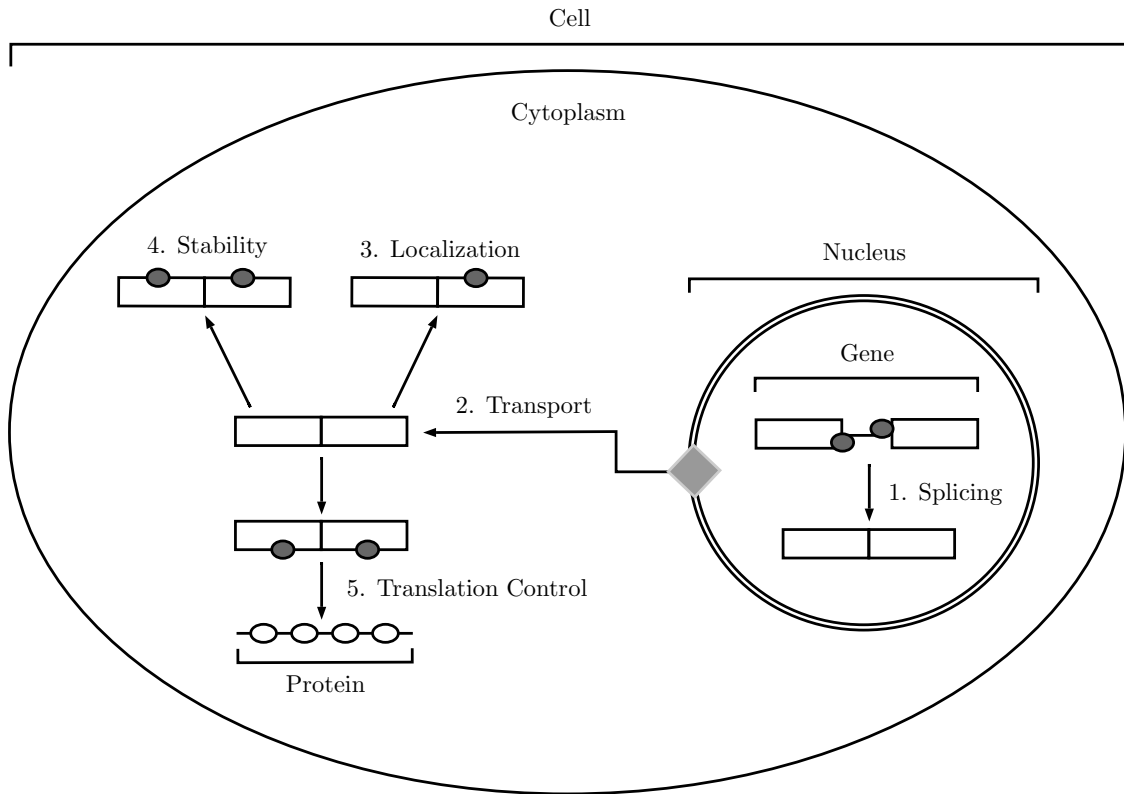 Cell
Cytoplasm
4. Stability
3. Localization
Nucleus
Gene
2. Transport
1. Splicing
5. Translation Control
Protein